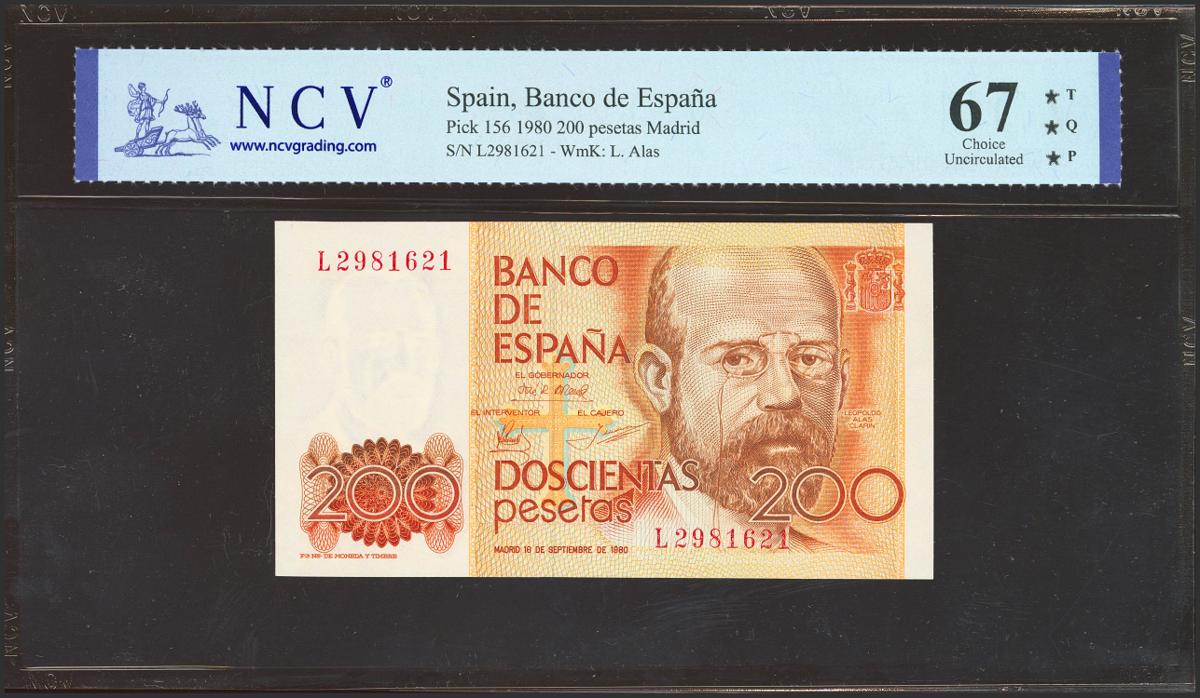 NCV®
www.ncvgrading.com
Spain, Banco de España
Pick 156 1980 200 pesetas Madrid
S/N L2981621 - WmK: L. Alas
67
Choice
Uncirculated
★ T
★ Q
★ P
L2981621
BANCO
DE
ESPAÑA
EL GOBERNADOR
EL INTERVENTOR EL CAJERO
LEOPOLDO
ALAS
"CLARIN"
200
DOSCIENTAS
pesetas
200
L2981621
MADRID 16 DE SEPTIEMBRE DE 1980
Fca Nal DE MONEDA Y TIMBRE